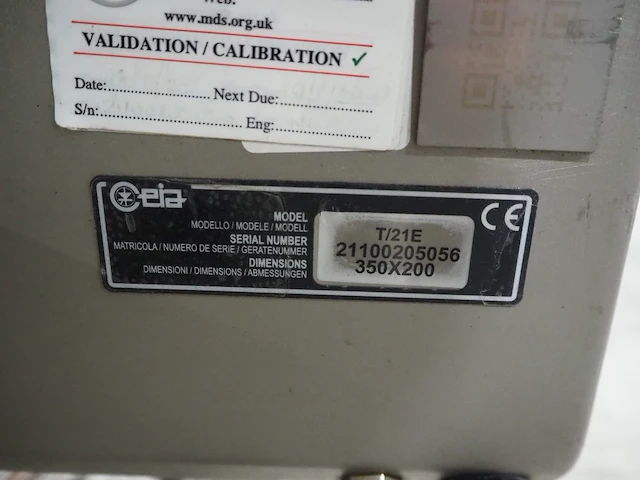 Web:
www.mds.org.uk
VALIDATION / CALIBRATION ✓
Date:.......................Next Due:.......................
S/n:.................................Eng:.......................
ceia
CE
MODEL
MODELLO / MODELE / MODELL
T/21E
SERIAL NUMBER
MATRICOLA / NUMERO DE SERIE / GERATENUMMER
21100205056
DIMENSIONS
DIMENSIONI / DIMENSIONS / ABMESSUNGEN
350X200